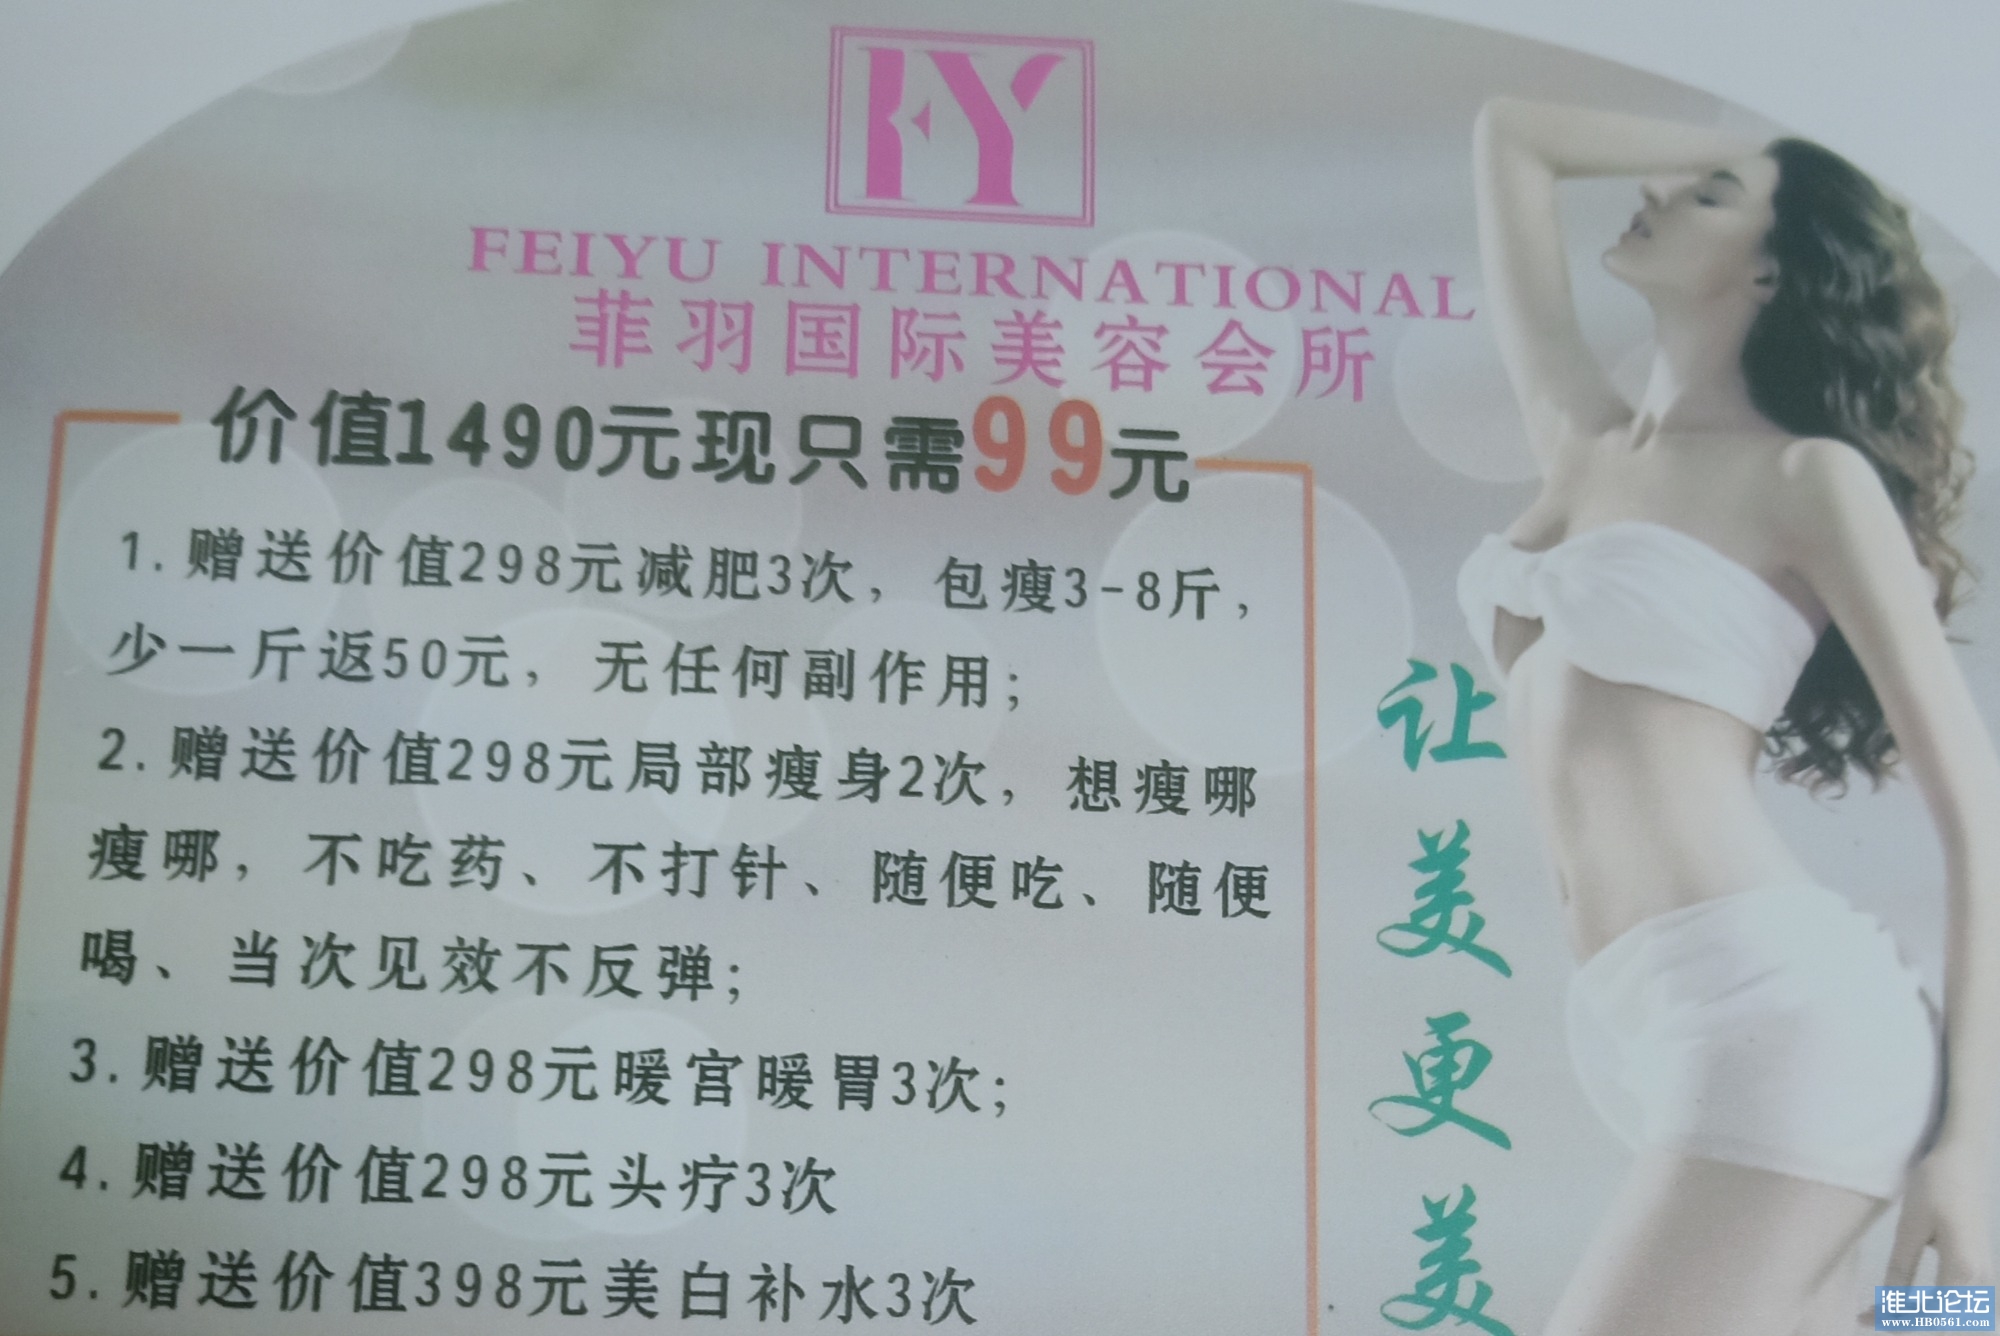 FY
FEIYU INTERNATIONAL
菲羽国际美容会所
价值1490元现只需99元
1.赠送价值298元减肥3次，包瘦3-8斤，
少一斤返50元，无任何副作用；
2.赠送价值298元局部瘦身2次，想瘦哪
瘦哪，不吃药、不打针、随便吃、随便
喝、当次见效不反弹；
3.赠送价值298元暖宫暖胃3次；
4.赠送价值298元头疗3次
5.赠送价值398元美白补水3次
让美更美
淮北论坛
www.HB0561.com